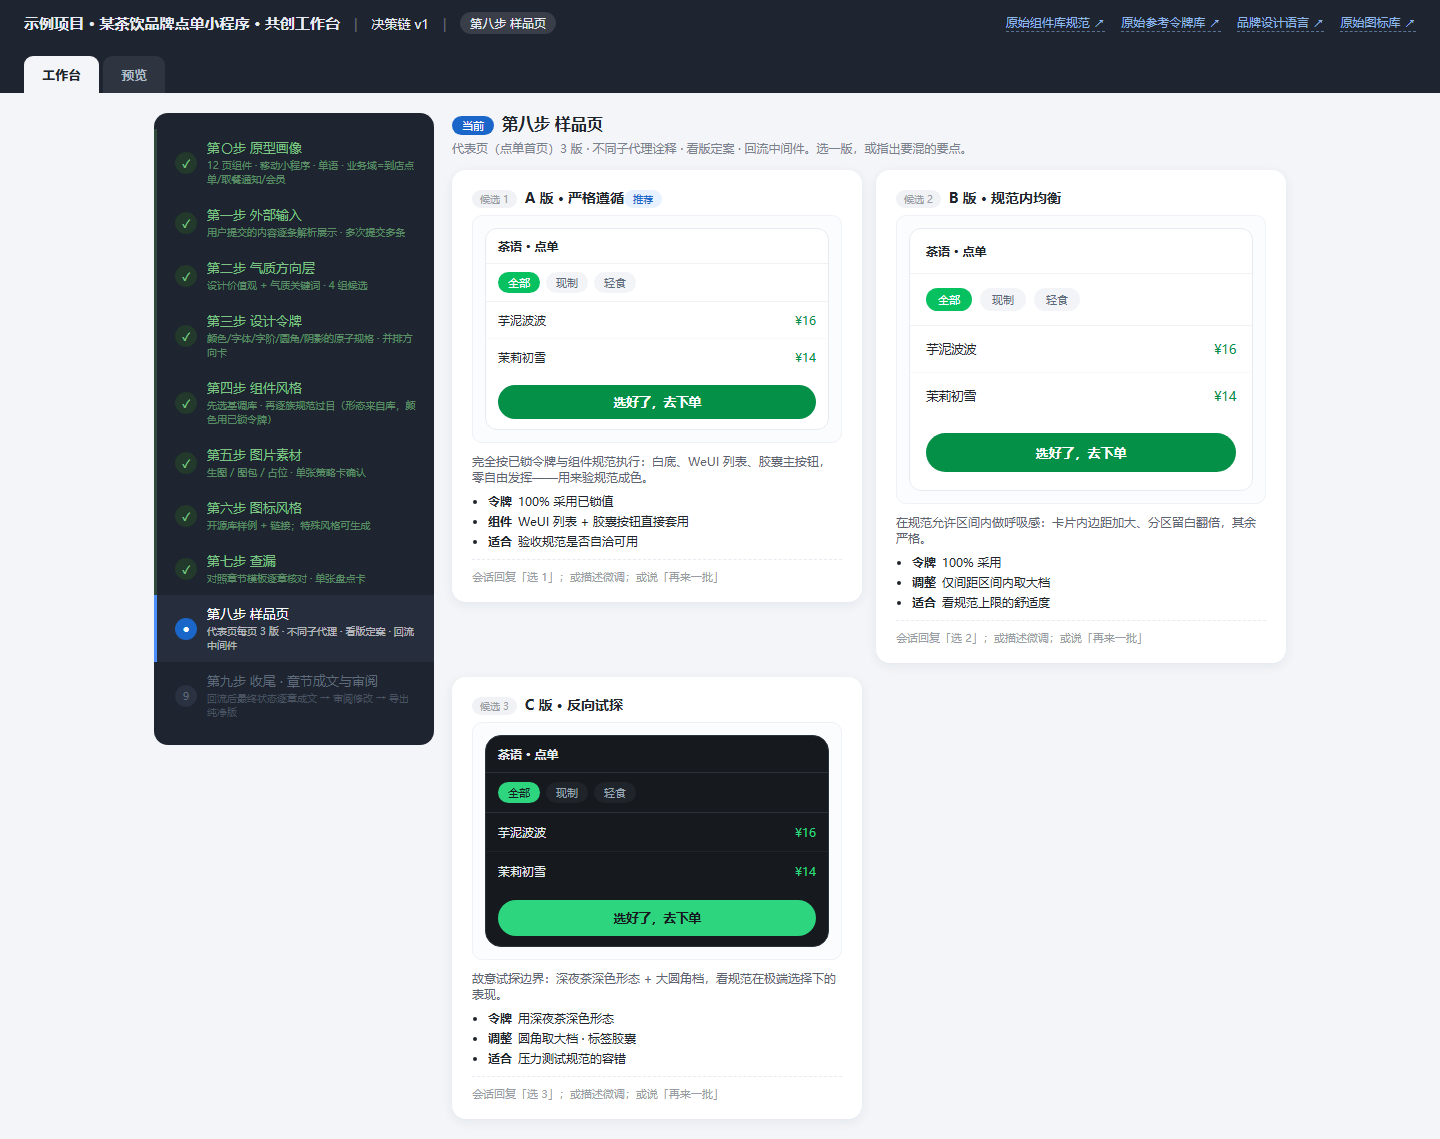 示例项目 • 某茶饮品牌点单小程序 • 共创工作台 | 决策链 v1 | 第八步 样品页
原始组件库规范 ↗ 原始参考令牌库 ↗ 品牌设计语言 ↗ 原始图标库 ↗
工作台 预览
✓ 第〇步 原型画像
12 页组件 · 移动小程序 · 单语 · 业务域=到店点
单/取餐通知/会员
✓ 第一步 外部输入
用户提交的内容逐条解析展示 · 多次提交多条
✓ 第二步 气质方向层
设计价值观 + 气质关键词 · 4 组候选
✓ 第三步 设计令牌
颜色/字体/字阶/圆角/阴影的原子规格 · 并排方
向卡
✓ 第四步 组件风格
先选基调库 · 再逐族规范过目（形态来自库，颜
色用已锁令牌）
✓ 第五步 图片素材
生图 / 图包 / 占位 · 单张策略卡确认
✓ 第六步 图标风格
开源库样例 + 链接；特殊风格可生成
✓ 第七步 查漏
对照章节模板逐章核对 · 单张盘点卡
第八步 样品页
代表页每页 3 版 · 不同子代理 · 看版定案 · 回流
中间件
9 第九步 收尾 · 章节成文与审阅
回流后最终状态逐章成文 → 审阅修改 → 导出
纯净版
当前 第八步 样品页
代表页（点单首页）3 版 · 不同子代理诠释 · 看版定案 · 回流中间件。选一版，或指出要混的要点。
候选 1 A 版 • 严格遵循 推荐
茶语 • 点单
全部 现制 轻食
芋泥波波 ¥16
茉莉初雪 ¥14
选好了，去下单
完全按已锁令牌与组件规范执行：白底、WeUI 列表、胶囊主按钮，
零自由发挥——用来验规范成色。
• 令牌 100% 采用已锁值
• 组件 WeUI 列表 + 胶囊按钮直接套用
• 适合 验收规范是否自洽可用
会话回复「选 1」；或描述微调；或说「再来一批」
候选 2 B 版 • 规范内均衡
茶语 • 点单
全部 现制 轻食
芋泥波波 ¥16
茉莉初雪 ¥14
选好了，去下单
在规范允许区间内做呼吸感：卡片内边距加大、分区留白翻倍，其余
严格。
• 令牌 100% 采用
• 调整 仅间距区间内取大档
• 适合 看规范上限的舒适度
会话回复「选 2」；或描述微调；或说「再来一批」
候选 3 C 版 • 反向试探
茶语 • 点单
全部 现制 轻食
芋泥波波 ¥16
茉莉初雪 ¥14
选好了，去下单
故意试探边界：深夜茶深色形态 + 大圆角档，看规范在极端选择下的
表现。
• 令牌 用深夜茶深色形态
• 调整 圆角取大档 · 标签胶囊
• 适合 压力测试规范的容错
会话回复「选 3」；或描述微调；或说「再来一批」